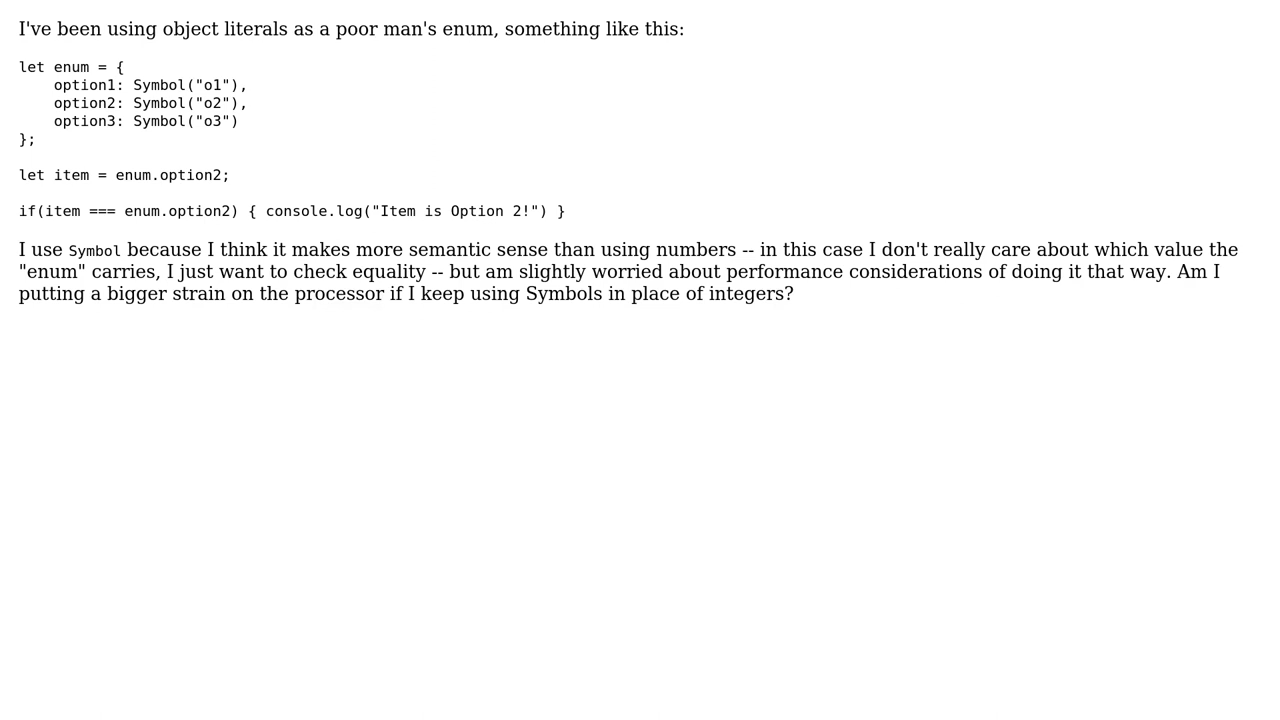 I've been using object literals as a poor man's enum, something like this:
let enum = {
    option1: Symbol("o1"),
    option2: Symbol("o2"),
    option3: Symbol("o3")
};
let item = enum.option2;
if(item === enum.option2) { console.log("Item is Option 2!") }
I use Symbol because I think it makes more semantic sense than using numbers -- in this case I don't really care about which value the
"enum" carries, I just want to check equality -- but am slightly worried about performance considerations of doing it that way. Am I
putting a bigger strain on the processor if I keep using Symbols in place of integers?